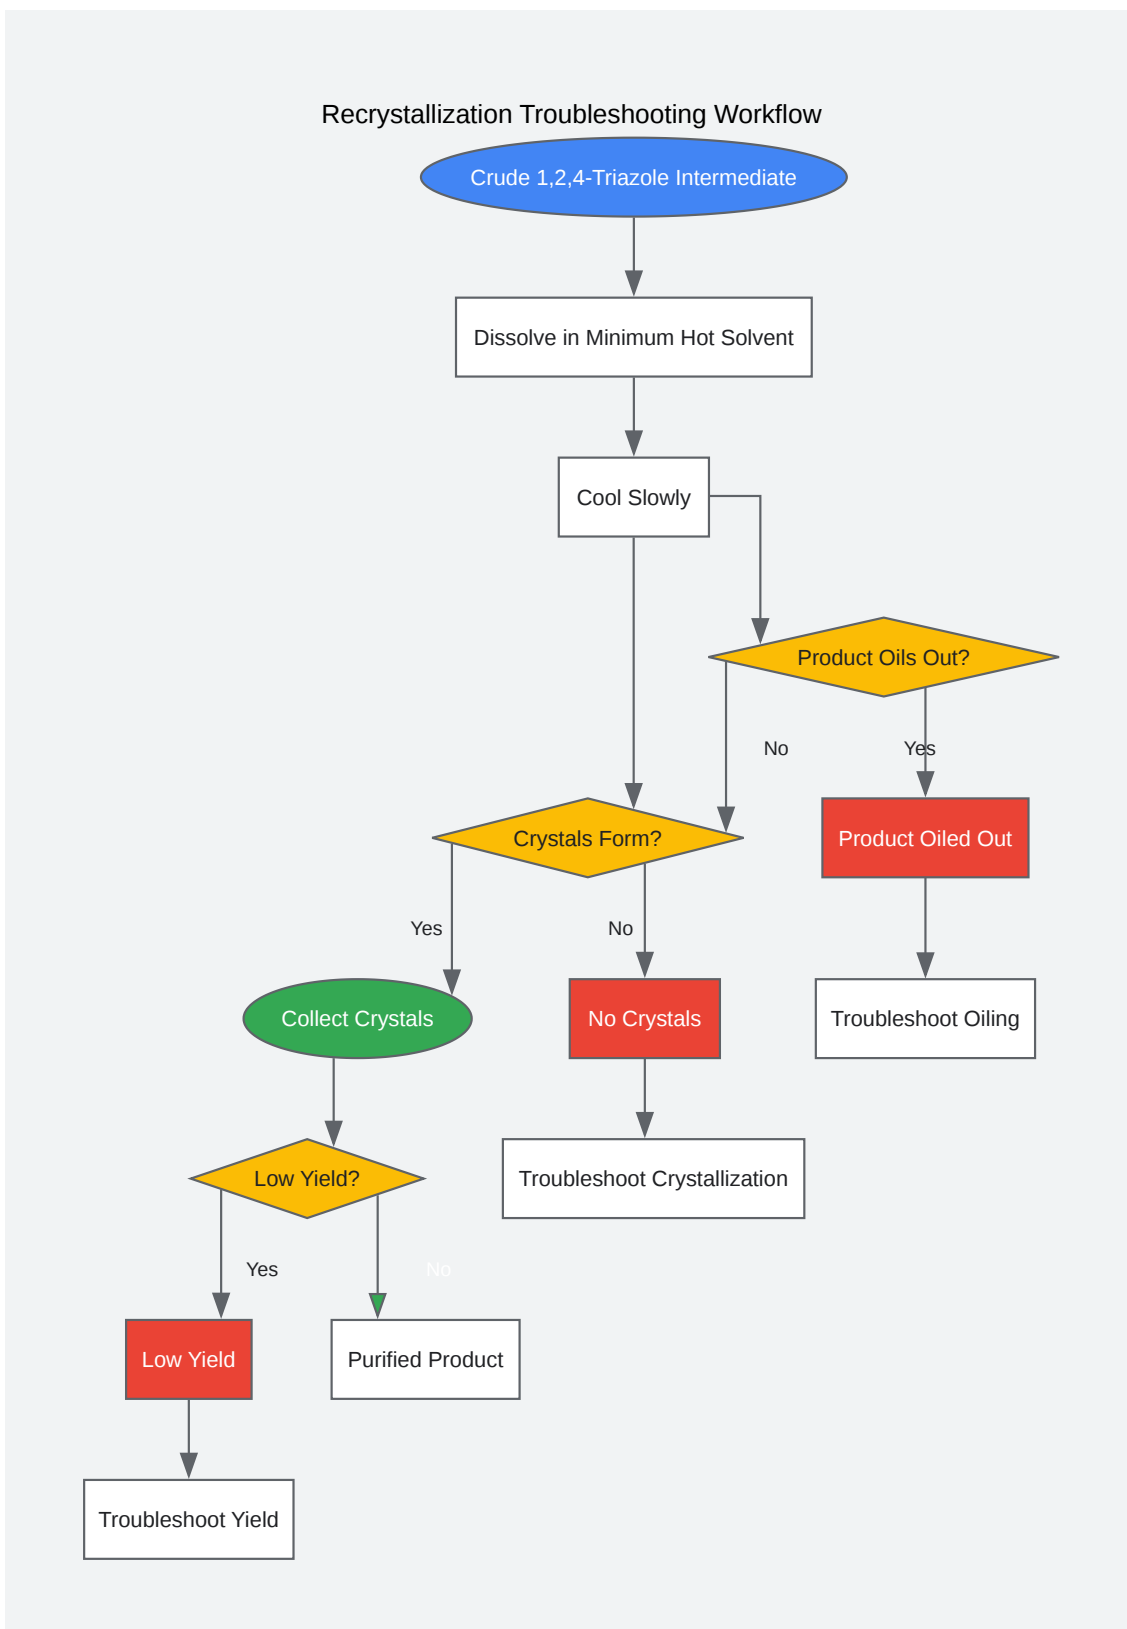 Recrystallization Troubleshooting Workflow
Crude 1,2,4-Triazole Intermediate
Dissolve in Minimum Hot Solvent
Cool Slowly
Product Oils Out?
No
Yes
Crystals Form?
Product Oiled Out
Yes
No
Collect Crystals
No Crystals
Troubleshoot Oiling
Low Yield?
Troubleshoot Crystallization
Yes
No
Low Yield
Purified Product
Troubleshoot Yield